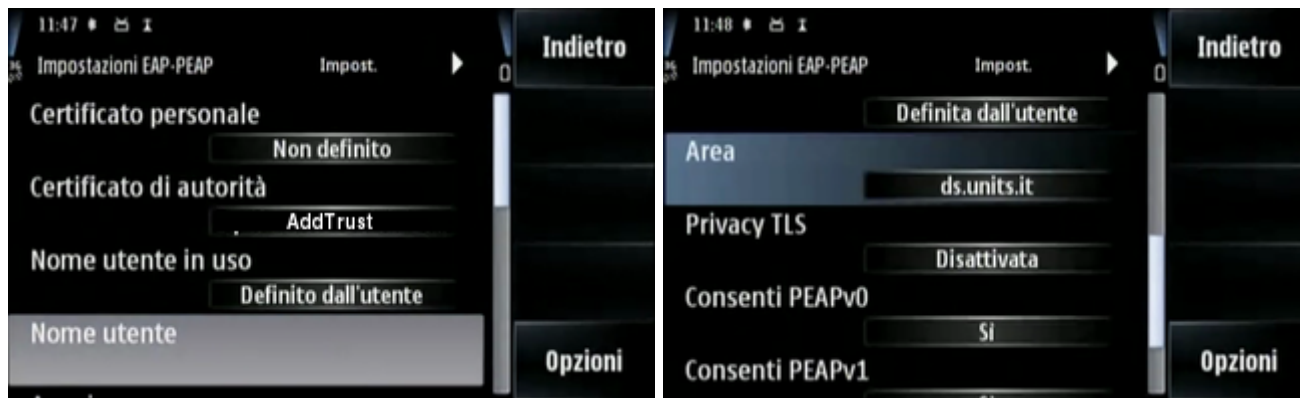 11:47
Indietro
Impostazioni EAP-PEAP
Impost.
Certificato personale
Non definito
Certificato di autorità
AddTrust
Nome utente in uso
Definito dall'utente
Nome utente
Opzioni
11:48
Indietro
Impostazioni EAP-PEAP
Impost.
Definita dall'utente
Area
ds.units.it
Privacy TLS
Disattivata
Consenti PEAPv0
Sí
Consenti PEAPv1
Opzioni